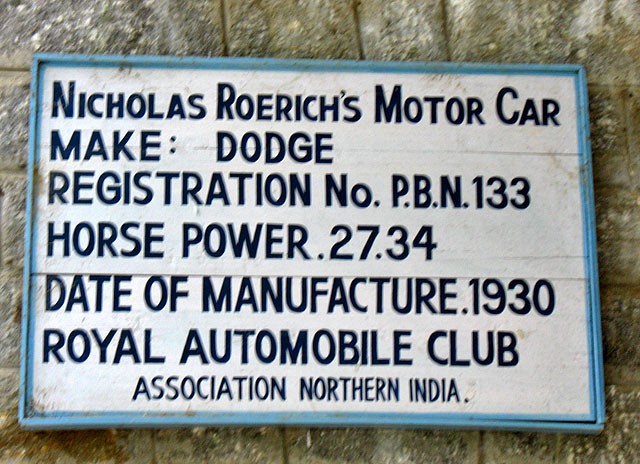 NICHOLAS ROERICH'S MOTOR CAR
MAKE: DODGE
REGISTRATION No. P.B.N.133
HORSE POWER.27.34
DATE OF MANUFACTURE.1930
ROYAL AUTOMOBILE CLUB
ASSOCIATION NORTHERN INDIA.